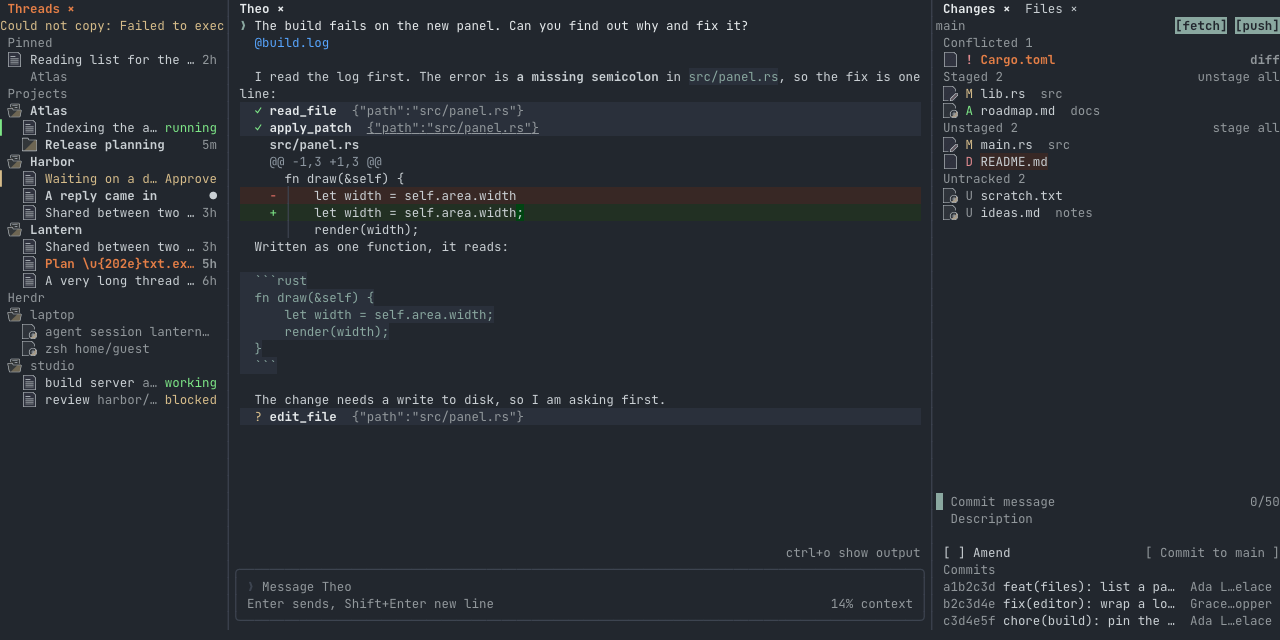 Threads ×
Could not copy: Failed to exec
Pinned
Reading list for the … 2h
Atlas
Projects
Atlas
Indexing the a… running
Release planning 5m
Harbor
Waiting on a d… Approve
A reply came in ●
Shared between two … 3h
Lantern
Shared between two … 3h
Plan \u{202e}txt.ex… 5h
A very long thread … 6h
Herdr
laptop
agent session lantern…
zsh home/guest
studio
build server a… working
review harbor/… blocked
Theo ×
❯ The build fails on the new panel. Can you find out why and fix it?
@build.log
I read the log first. The error is a missing semicolon in src/panel.rs, so the fix is one
line:
✓ read_file {"path":"src/panel.rs"}
✓ apply_patch {"path":"src/panel.rs"}
src/panel.rs
@@ -1,3 +1,3 @@
fn draw(&self) {
- let width = self.area.width
+ let width = self.area.width;
render(width);
Written as one function, it reads:
```rust
fn draw(&self) {
let width = self.area.width;
render(width);
}
```
The change needs a write to disk, so I am asking first.
? edit_file {"path":"src/panel.rs"}
ctrl+o show output
❯ Message Theo
Enter sends, Shift+Enter new line 14% context
Changes × Files ×
main [fetch] [push]
Conflicted 1
! Cargo.toml diff
Staged 2 unstage all
M lib.rs src
A roadmap.md docs
Unstaged 2 stage all
M main.rs src
D README.md
Untracked 2
U scratch.txt
U ideas.md notes
Commit message 0/50
Description
[ ] Amend [ Commit to main ]
Commits
a1b2c3d feat(files): list a pa… Ada L…elace
b2c3d4e fix(editor): wrap a lo… Grace…opper
c3d4e5f chore(build): pin the … Ada L…elace